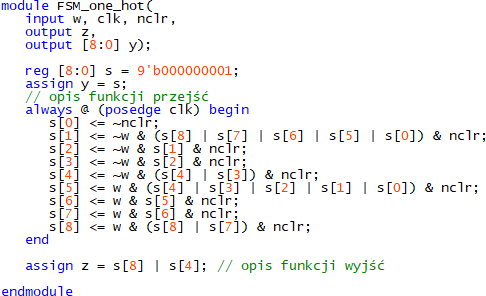 module FSM_one_hot(
input w, clk, nclr,
output z,
output [8:0] y);
reg [8:0] s = 9'b000000001;
assign y = s;
// opis funkcji przejść
always @ (posedge clk) begin
s[0] <= ~nclr;
s[1] <= ~w & (s[8] | s[7] | s[6] | s[5] | s[0]) & nclr;
s[2] <= ~w & s[1] & nclr;
s[3] <= ~w & s[2] & nclr;
s[4] <= ~w & (s[4] | s[3]) & nclr;
s[5] <= w & (s[4] | s[3] | s[2] | s[1] | s[0]) & nclr;
s[6] <= w & s[5] & nclr;
s[7] <= w & s[6] & nclr;
s[8] <= w & (s[8] | s[7]) & nclr;
end
assign z = s[8] | s[4]; // opis funkcji wyjść
endmodule